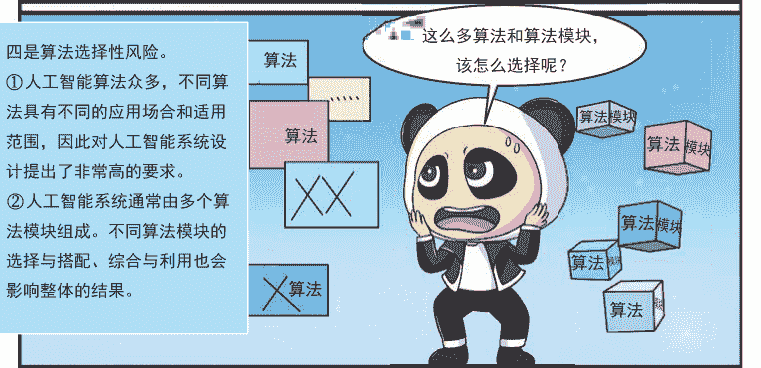 四是算法选择性风险。
①人工智能算法众多，不同算
法具有不同的应用场合和适用
范围，因此对人工智能系统设
计提出了非常高的要求。
②人工智能系统通常由多个算
法模块组成。不同算法模块的
选择与搭配、综合与利用也会
影响整体的结果。
算法
……
算法
XX
X算法
这么多算法和算法模块，
该怎么选择呢？
算法模块
算法模块
算法模块
算法
算法